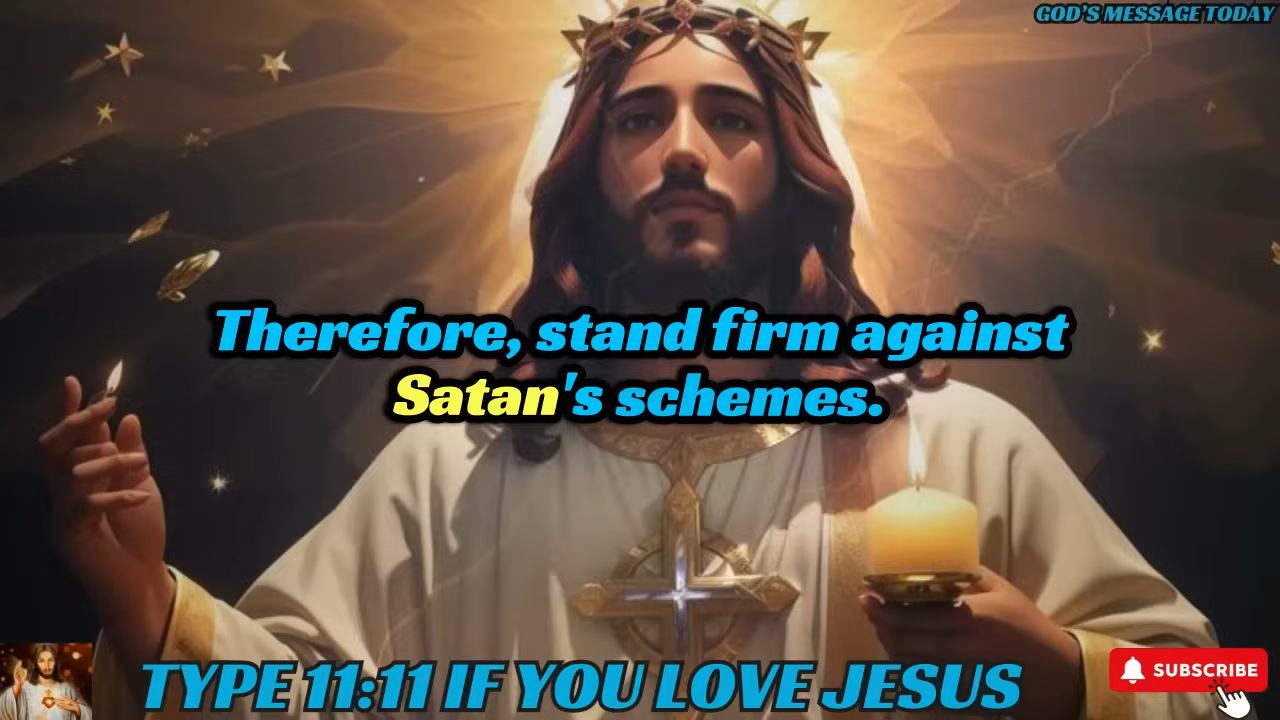 GOD'S MESSAGE TODAY
Therefore, stand firm against
Satan's schemes.
TYPE 11:11 IF YOU LOVE JESUS
SUBSCRIBE